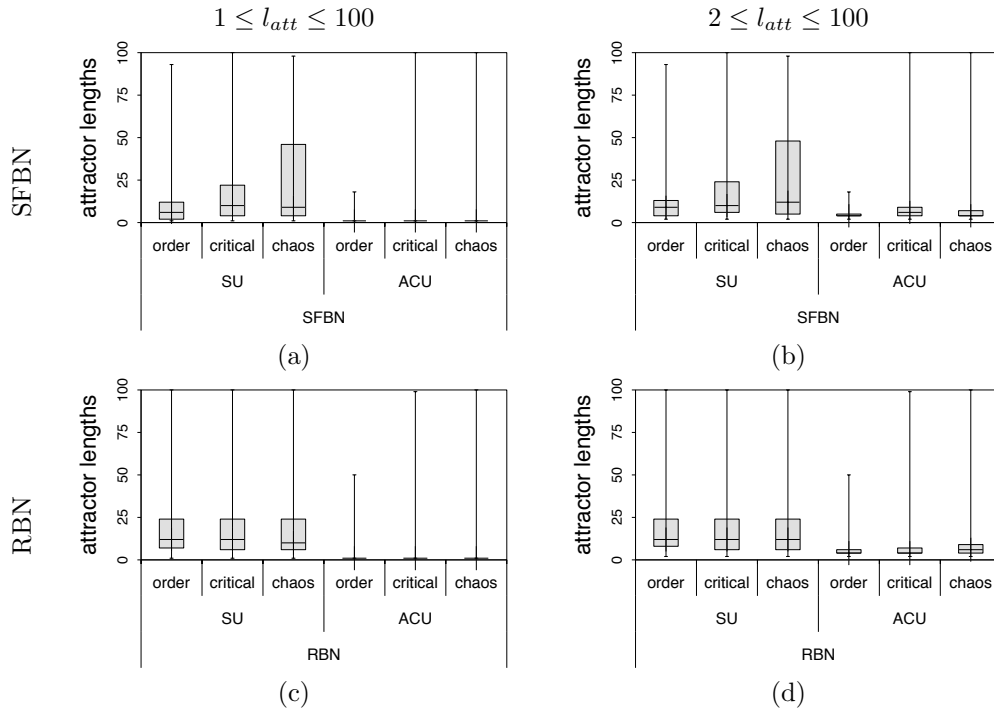 1 ≤ l_att ≤ 100
2 ≤ l_att ≤ 100
SFBN
attractor lengths
100
75
50
25
0
order critical chaos order critical chaos
SU ACU
SFBN
(a)
attractor lengths
100
75
50
25
0
order critical chaos order critical chaos
SU ACU
SFBN
(b)
RBN
attractor lengths
100
75
50
25
0
order critical chaos order critical chaos
SU ACU
RBN
(c)
attractor lengths
100
75
50
25
0
order critical chaos order critical chaos
SU ACU
RBN
(d)